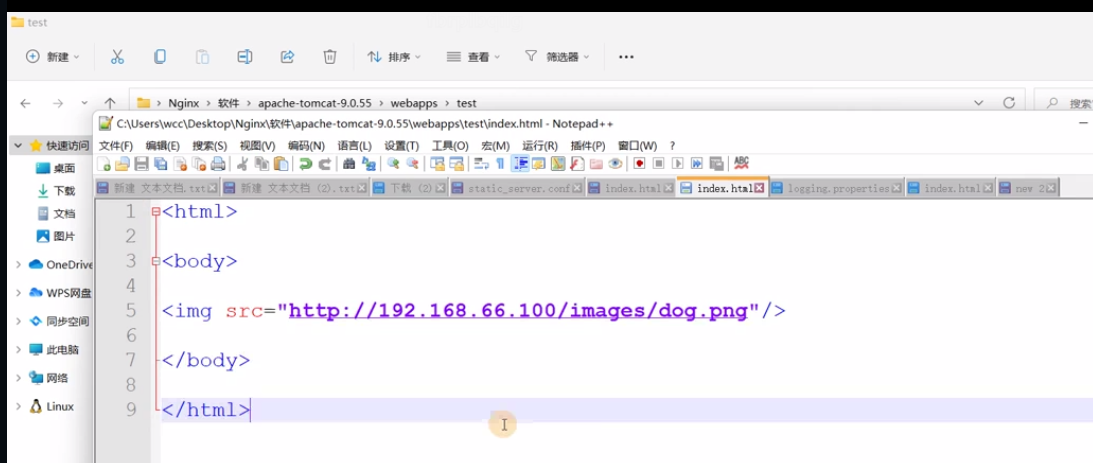 test
新建
排序
查看
筛选器
Nginx > 软件 > apache-tomcat-9.0.55 > webapps > test
搜索
C:\Users\wcc\Desktop\Nginx\软件\apache-tomcat-9.0.55\webapps\test\index.html - Notepad++
快速访问
文件(F) 编辑(E) 搜索(S) 视图(V) 编码(N) 语言(L) 设置(T) 工具(O) 宏(M) 运行(R) 插件(P) 窗口(W) ?
桌面
下载
文档
图片
OneDrive
WPS网盘
同步空间
此电脑
网络
Linux
新建 文本文档.txt 新建 文本文档 (2).txt 下载 (2) static_server.conf index.html index.html logging.properties index.html new 2
1 <html>
2
3 <body>
4
5 <img src="http://192.168.66.100/images/dog.png"/>
6
7 </body>
8
9 </html>